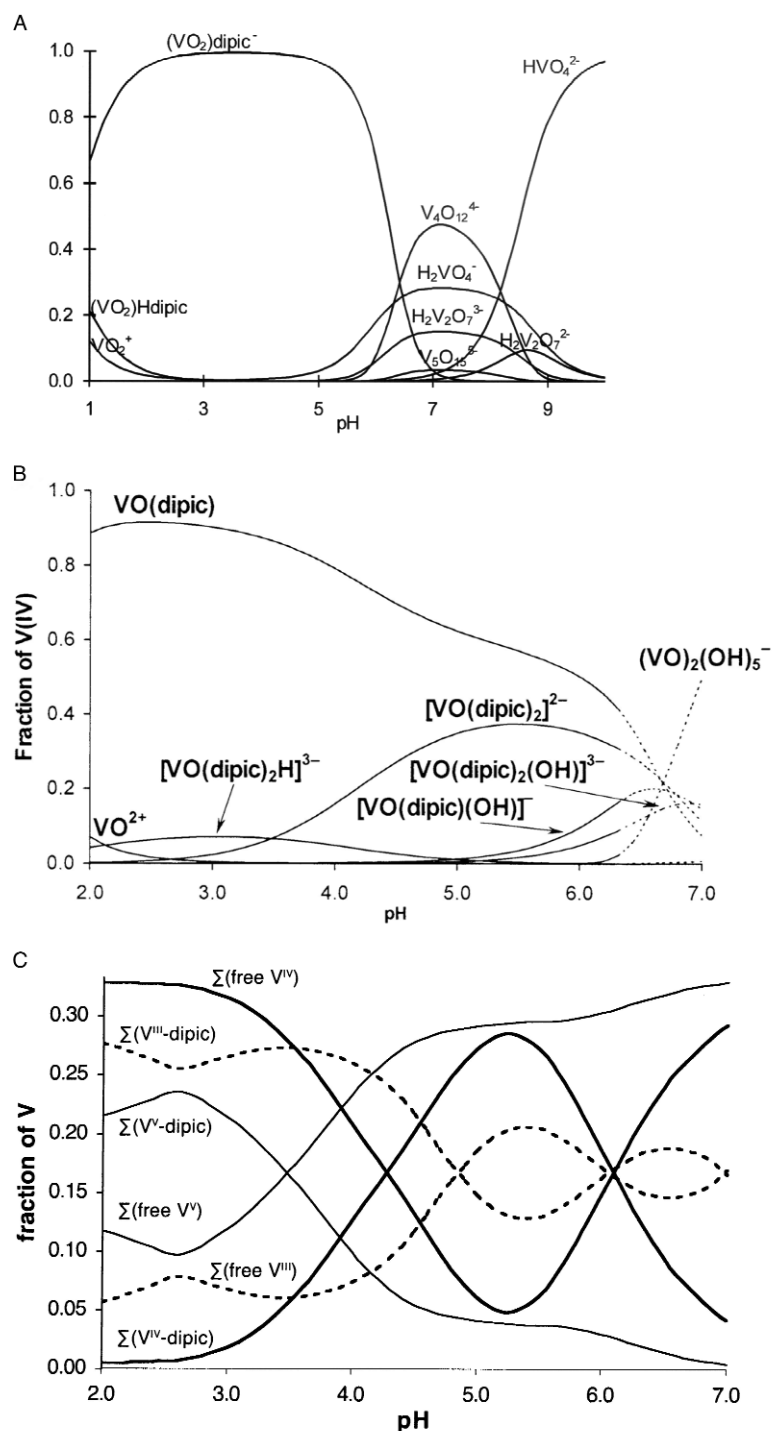 A
(VO₂)dipic⁻
HVO₄²⁻
1.0
0.8
0.6
0.4
0.2
0.0
V₄O₁₂⁴⁻
H₂VO₄⁻
H₂V₂O₇³⁻
V₅O₁₅⁵⁻
H₂V₂O₇²⁻
(VO₂)Hdipic
VO₂⁺
1 3 5 7 9
pH
B
1.0
0.8
0.6
0.4
0.2
0.0
Fraction of V(IV)
VO(dipic)
(VO)₂(OH)₅⁻
[VO(dipic)₂]²⁻
[VO(dipic)₂H]³⁻
[VO(dipic)₂(OH)]³⁻
[VO(dipic)(OH)]⁻
VO²⁺
2.0 3.0 4.0 5.0 6.0 7.0
pH
C
0.30
0.25
0.20
0.15
0.10
0.05
0.00
fraction of V
∑(free Vᴵⱽ)
∑(Vᴵᴵᴵ-dipic)
∑(Vⱽ-dipic)
∑(free Vⱽ)
∑(free Vᴵᴵᴵ)
∑(Vᴵⱽ-dipic)
2.0 3.0 4.0 5.0 6.0 7.0
pH